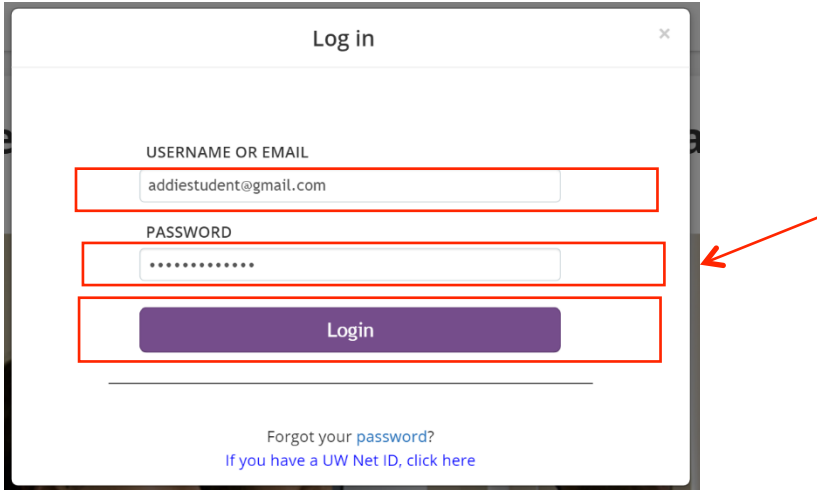 Log in
×
USERNAME OR EMAIL
addiestudent@gmail.com
PASSWORD
•••••••••••••
Login
Forgot your password?
If you have a UW Net ID, click here